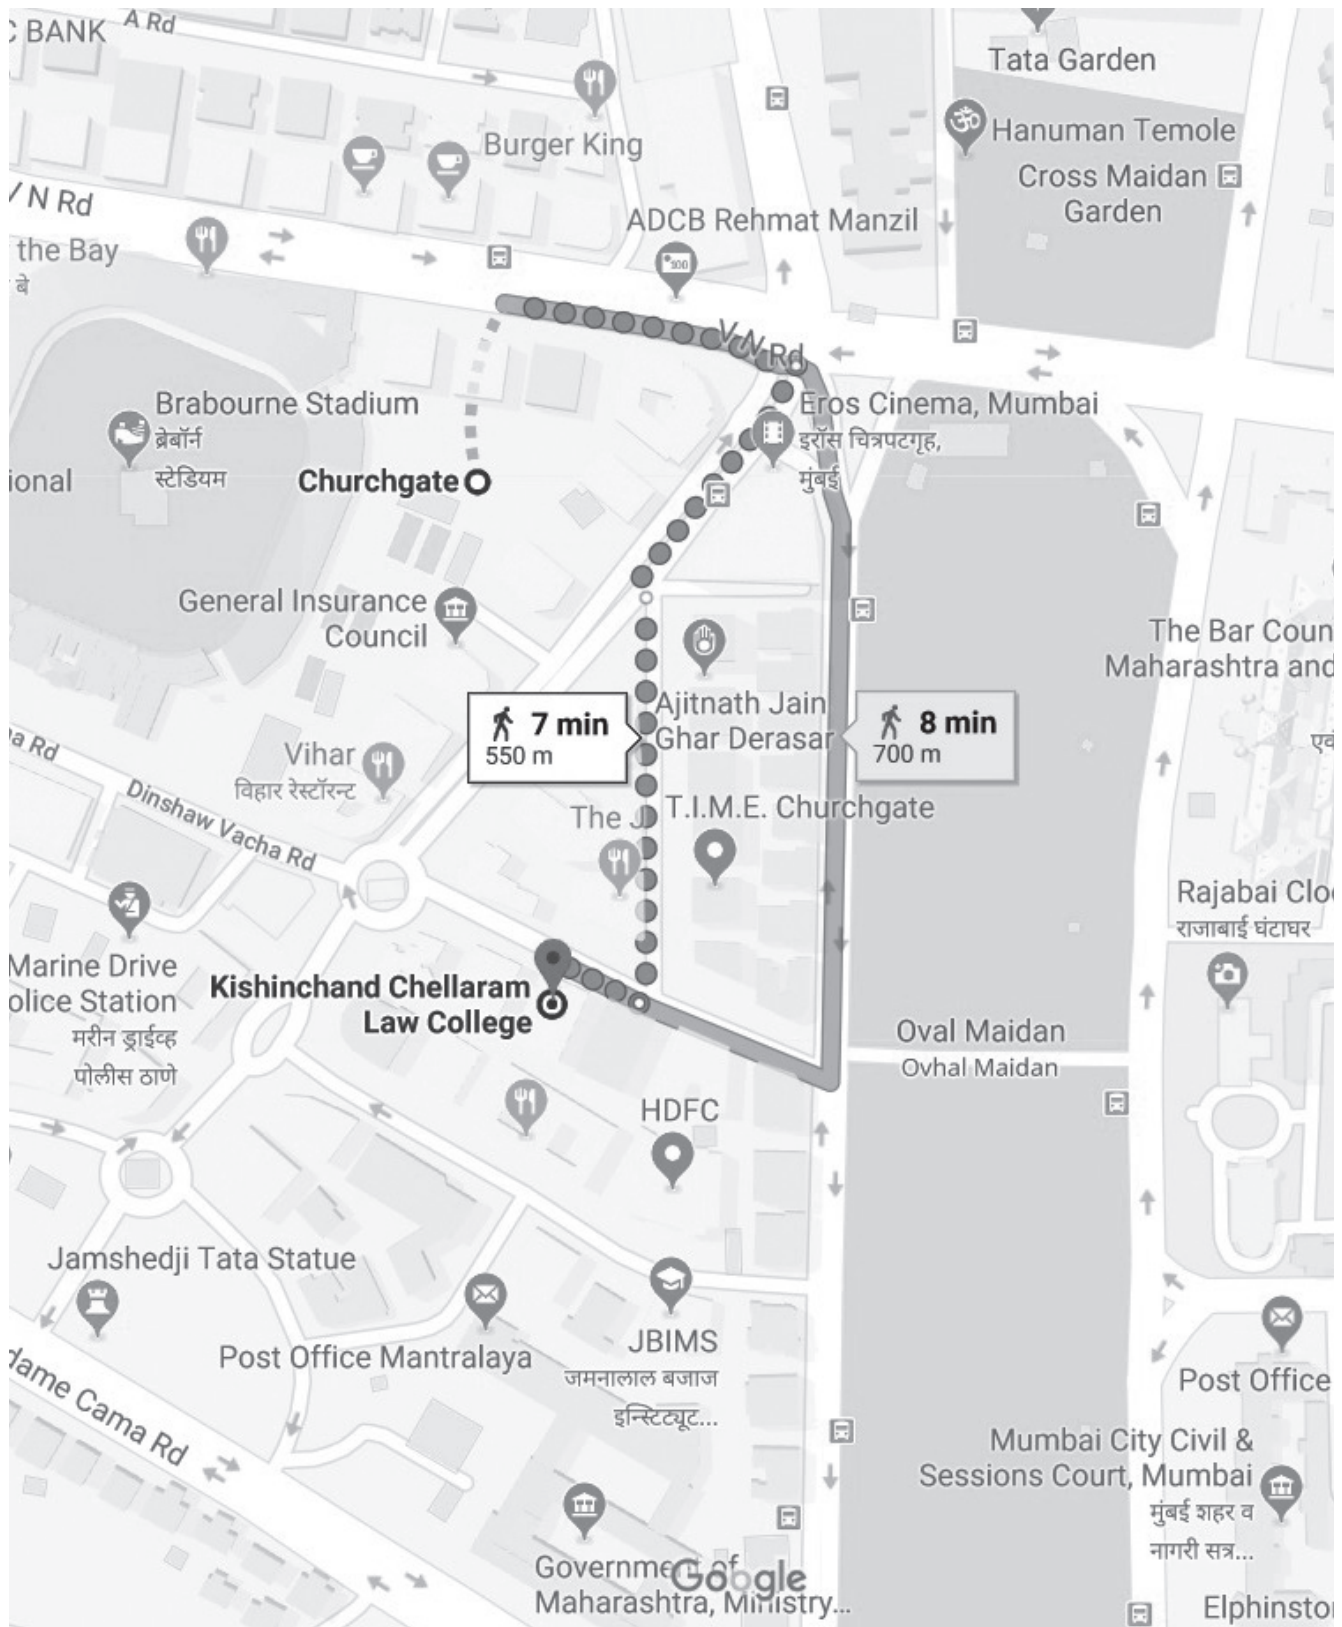 C BANK
A Rd
Tata Garden
Burger King
Hanuman Temole
Cross Maidan
Garden
V N Rd
ADCB Rehmat Manzil
the Bay
बे
V N Rd
Brabourne Stadium
ब्रेबॉर्न
स्टेडियम
Eros Cinema, Mumbai
इरॉस चित्रपटगृह,
मुंबई
ional
Churchgate
General Insurance
Council
The Bar Coun
Maharashtra and
7 min
550 m
Ajitnath Jain
Ghar Derasar
8 min
700 m
a Rd
एवं
Vihar
विहार रेस्टॉरन्ट
Dinshaw Vacha Rd
The J
T.I.M.E. Churchgate
Rajabai Clo
राजाबाई घंटाघर
Marine Drive
olice Station
मरीन ड्राईव्ह
पोलीस ठाणे
Kishinchand Chellaram
Law College
Oval Maidan
Ovhal Maidan
HDFC
Jamshedji Tata Statue
JBIMS
जमनालाल बजाज
इन्स्टिट्यूट...
Post Office Mantralaya
Post Office
dame Cama Rd
Mumbai City Civil &
Sessions Court, Mumbai
मुंबई शहर व
नागरी सत्र...
Government of
Maharashtra, Ministry...
Google
Elphinsto